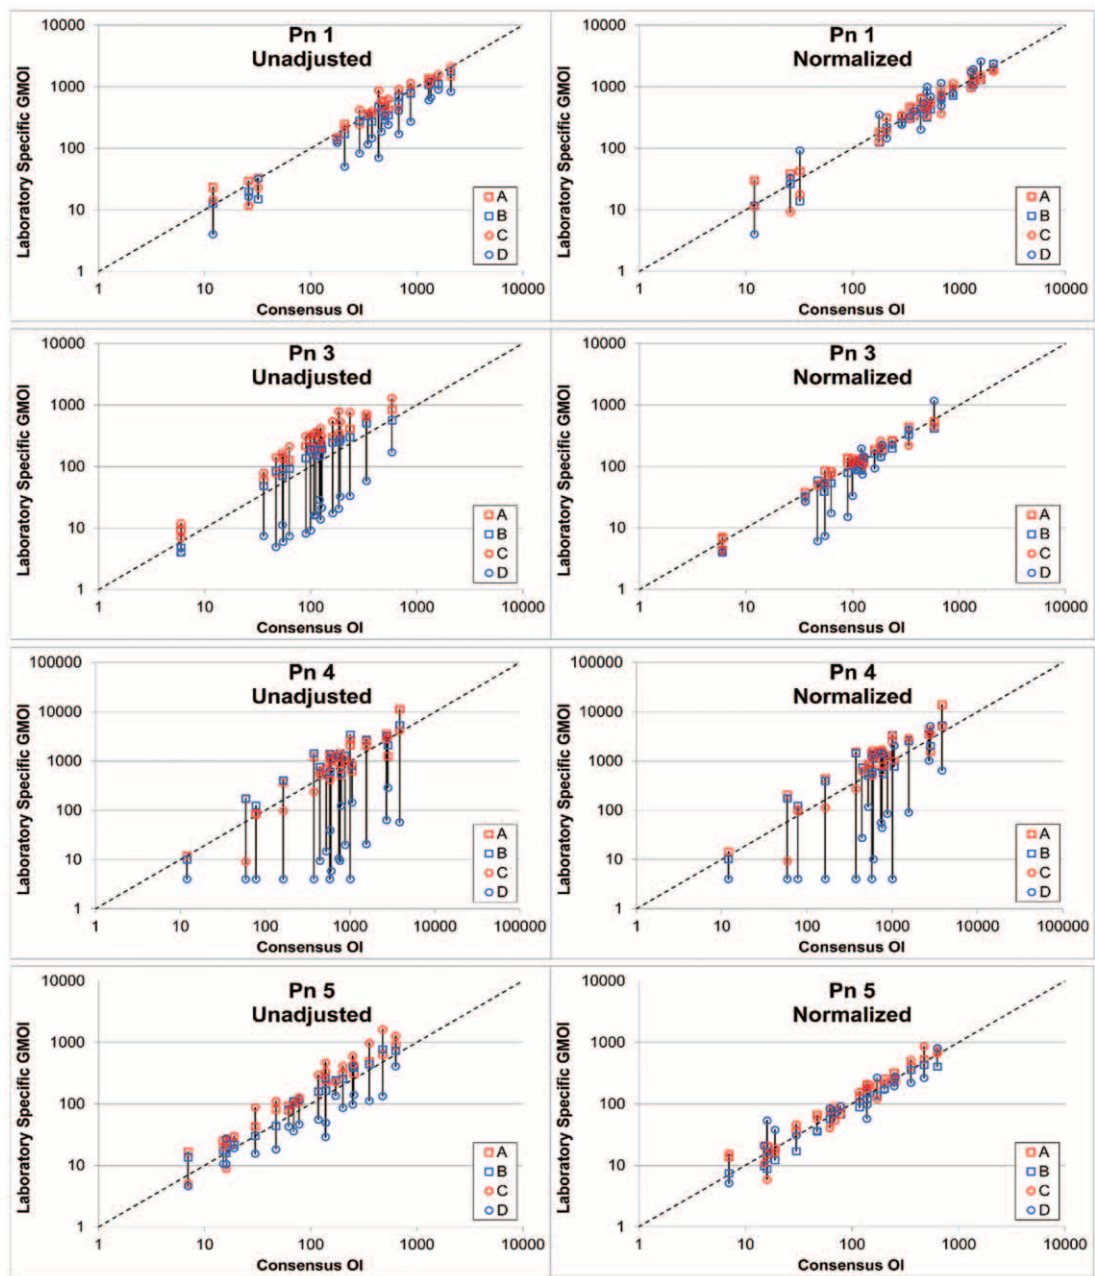 Pn 1
Unadjusted
Laboratory Specific GMOI
10000
1000
100
10
1
1 10 100 1000 10000
Consensus OI
A
B
C
D
Pn 1
Normalized
Laboratory Specific GMOI
10000
1000
100
10
1
1 10 100 1000 10000
Consensus OI
A
B
C
D
Pn 3
Unadjusted
Laboratory Specific GMOI
10000
1000
100
10
1
1 10 100 1000 10000
Consensus OI
A
B
C
D
Pn 3
Normalized
Laboratory Specific GMOI
10000
1000
100
10
1
1 10 100 1000 10000
Consensus OI
A
B
C
D
Pn 4
Unadjusted
Laboratory Specific GMOI
100000
10000
1000
100
10
1
1 10 100 1000 10000 100000
Consensus OI
A
B
C
D
Pn 4
Normalized
Laboratory Specific GMOI
100000
10000
1000
100
10
1
1 10 100 1000 10000 100000
Consensus OI
A
B
C
D
Pn 5
Unadjusted
Laboratory Specific GMOI
10000
1000
100
10
1
1 10 100 1000 10000
Consensus OI
A
B
C
D
Pn 5
Normalized
Laboratory Specific GMOI
10000
1000
100
10
1
1 10 100 1000 10000
Consensus OI
A
B
C
D